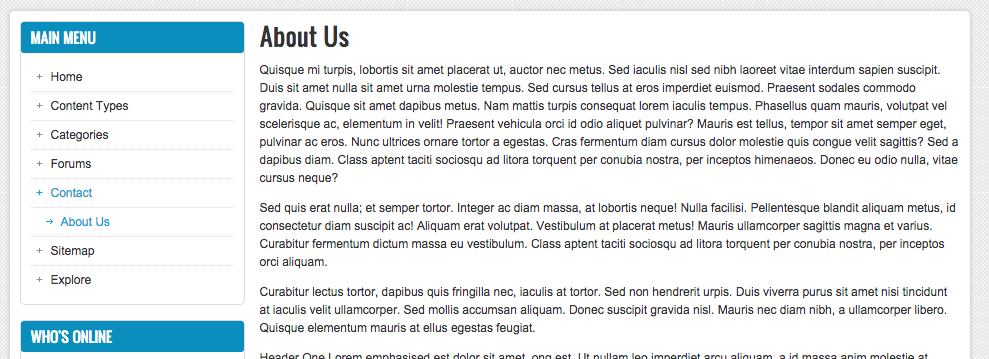 MAIN MENU
Home
Content Types
Categories
Forums
Contact
About Us
Sitemap
Explore
WHO'S ONLINE
About Us
Quisque mi turpis, lobortis sit amet placerat ut, auctor nec metus. Sed iaculis nisl sed nibh laoreet vitae interdum sapien suscipit.
Duis sit amet nulla sit amet urna molestie tempus. Sed cursus tellus at eros imperdiet euismod. Praesent sodales commodo
gravida. Quisque sit amet dapibus metus. Nam mattis turpis consequat lorem iaculis tempus. Phasellus quam mauris, volutpat vel
scelerisque ac, elementum in velit! Praesent vehicula orci id odio aliquet pulvinar? Mauris est tellus, tempor sit amet semper eget,
pulvinar ac eros. Nunc ultrices ornare tortor a egestas. Cras fermentum diam cursus dolor molestie quis congue velit sagittis? Sed a
dapibus diam. Class aptent taciti sociosqu ad litora torquent per conubia nostra, per inceptos himenaeos. Donec eu odio nulla, vitae
cursus neque?
Sed quis erat nulla; et semper tortor. Integer ac diam massa, at lobortis neque! Nulla facilisi. Pellentesque blandit aliquam metus, id
consectetur diam suscipit ac! Aliquam erat volutpat. Vestibulum at placerat metus! Mauris ullamcorper sagittis magna et varius.
Curabitur fermentum dictum massa eu vestibulum. Class aptent taciti sociosqu ad litora torquent per conubia nostra, per inceptos
orci aliquam.
Curabitur lectus tortor, dapibus quis fringilla nec, iaculis at tortor. Sed non hendrerit urpis. Duis viverra purus sit amet nisi tincidunt
at iaculis velit ullamcorper. Sed mollis accumsan aliquam. Donec suscipit gravida nisl. Mauris nec diam nibh, a ullamcorper libero.
Quisque elementum mauris at ellus egestas feugiat.
Header One Lorem emphasised est dolor sit amet, ong est. Ut nullam leo imperdiet arcu aliquam, a id massa anim molestie at